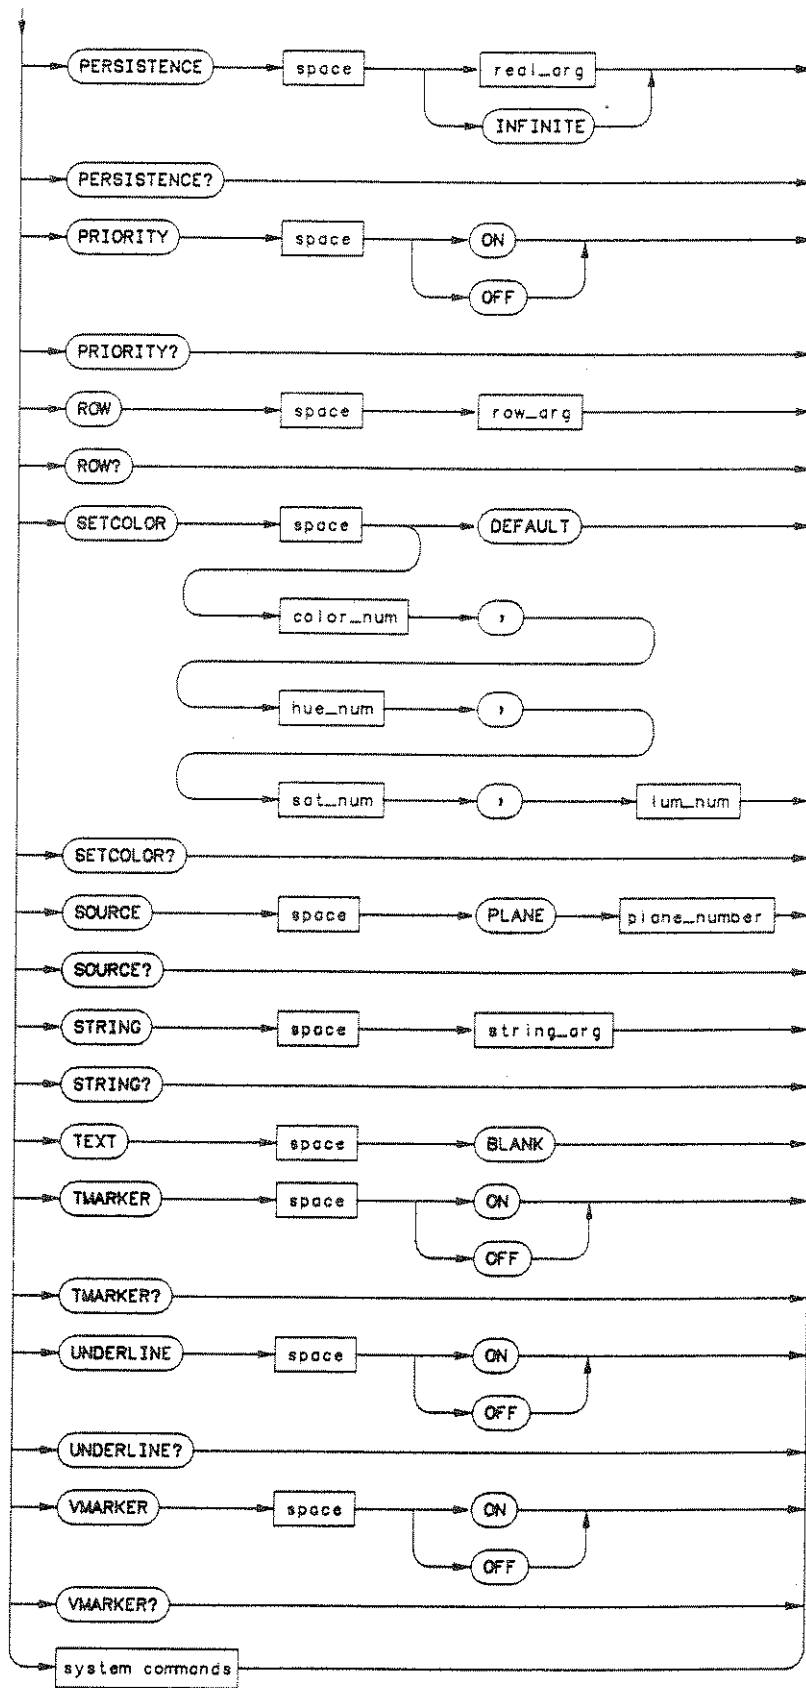 PERSISTENCE space real_arg
INFINITE
PERSISTENCE?
PRIORITY space ON
OFF
PRIORITY?
ROW space row_arg
ROW?
SETCOLOR space DEFAULT
color_num ,
hue_num ,
sat_num , lum_num
SETCOLOR?
SOURCE space PLANE plane_number
SOURCE?
STRING space string_arg
STRING?
TEXT space BLANK
TMARKER space ON
OFF
TMARKER?
UNDERLINE space ON
OFF
UNDERLINE?
VMARKER space ON
OFF
VMARKER?
system commands